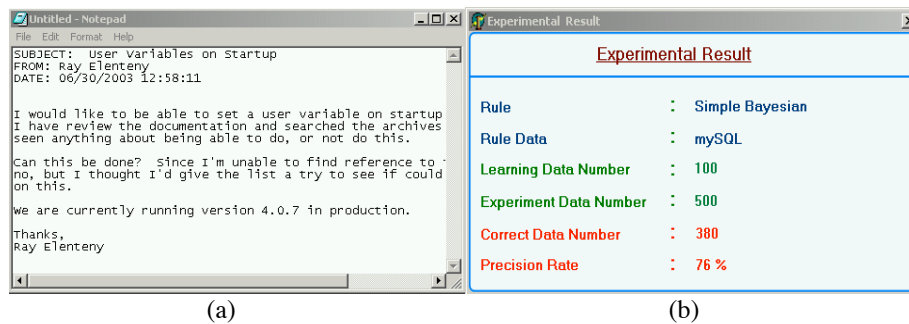 Untitled - Notepad
File Edit Format Help
SUBJECT: User Variables on Startup
FROM: Ray Elenteny
DATE: 06/30/2003 12:58:11
I would like to be able to set a user variable on startup
I have review the documentation and searched the archives
seen anything about being able to do, or not do this.
Can this be done? Since I'm unable to find reference to
no, but I thought I'd give the list a try to see if could
on this.
We are currently running version 4.0.7 in production.
Thanks,
Ray Elenteny
(a)
Experimental Result
Experimental Result
Rule : Simple Bayesian
Rule Data : mySQL
Learning Data Number : 100
Experiment Data Number : 500
Correct Data Number : 380
Precision Rate : 76 %
(b)